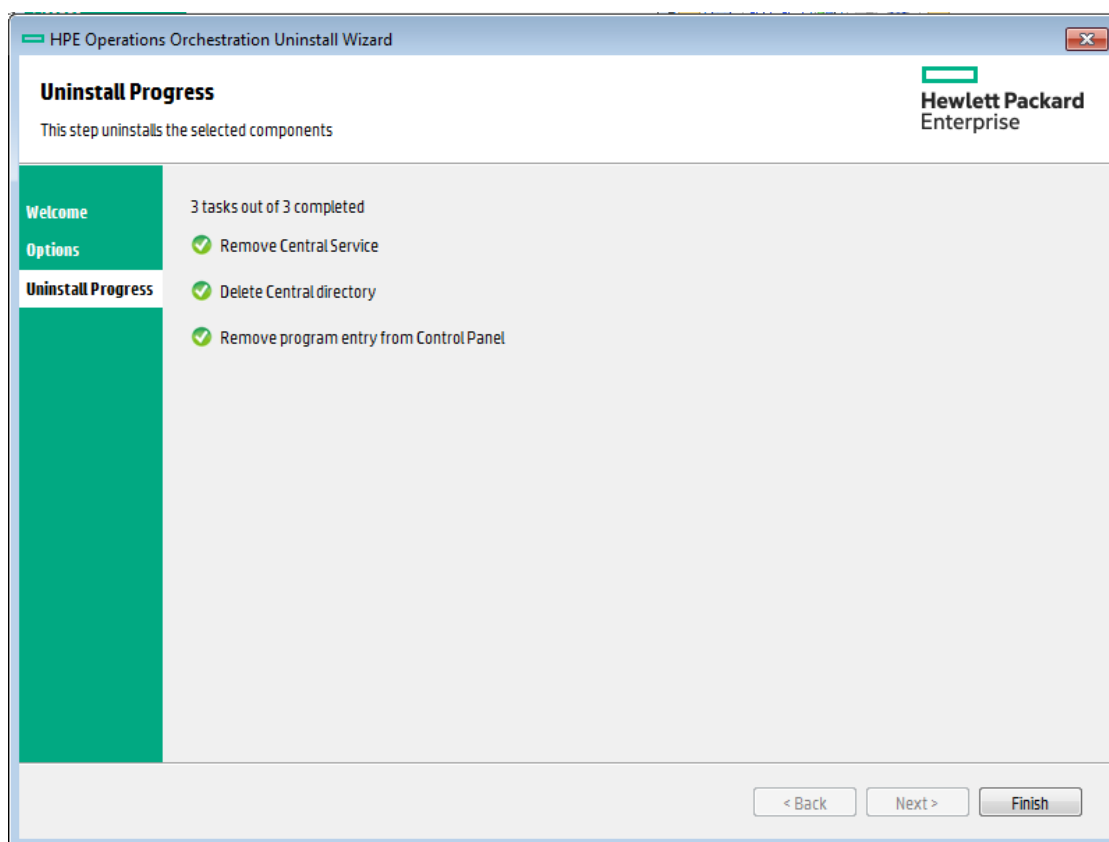 HPE Operations Orchestration Uninstall Wizard
Uninstall Progress
This step uninstalls the selected components
Hewlett Packard
Enterprise
Welcome
Options
Uninstall Progress
3 tasks out of 3 completed
Remove Central Service
Delete Central directory
Remove program entry from Control Panel
< Back
Next >
Finish